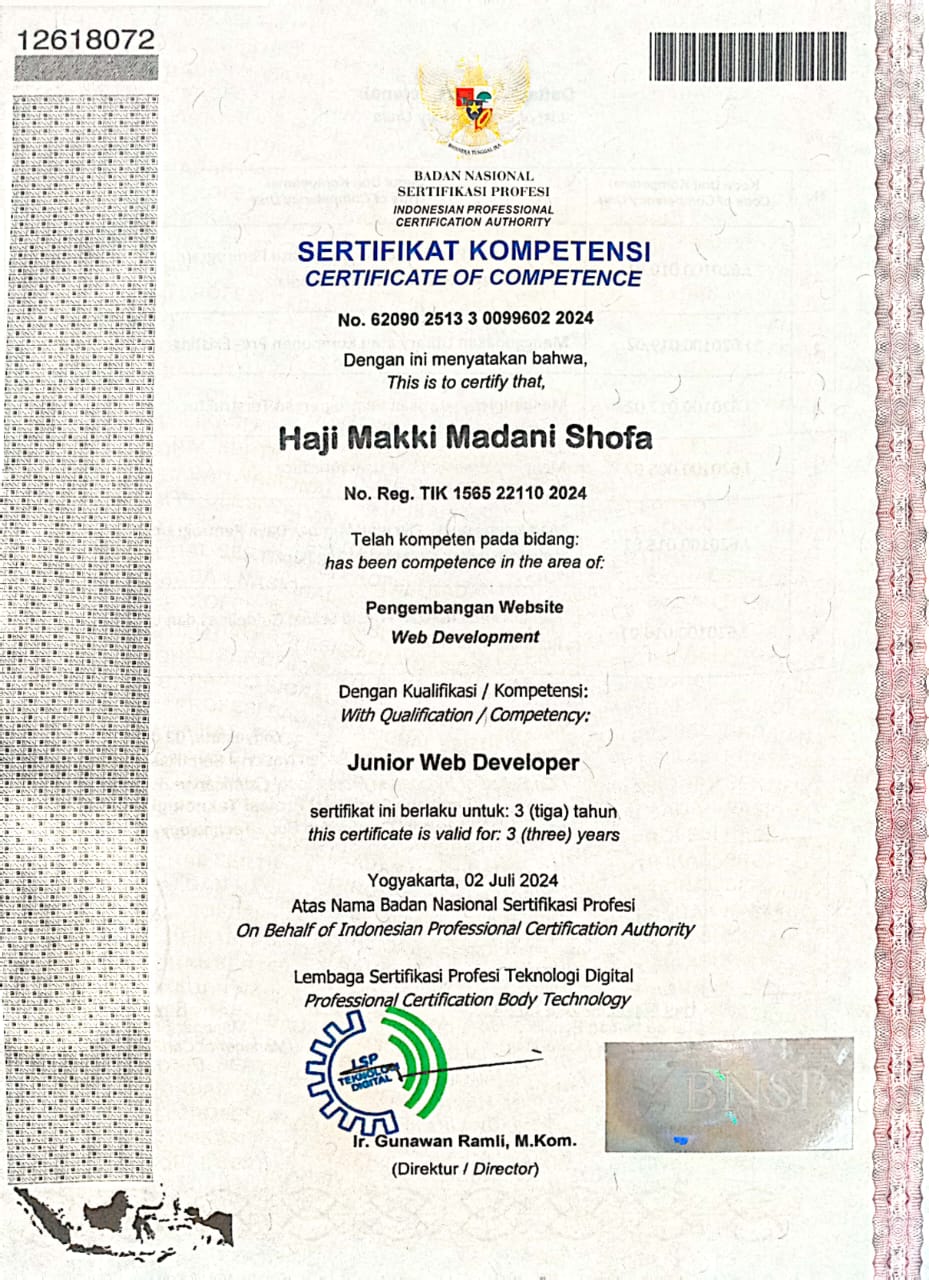 12618072
BHINNEKA TUNGGAL IKA
BADAN NASIONAL
SERTIFIKASI PROFESI
INDONESIAN PROFESSIONAL
CERTIFICATION AUTHORITY
SERTIFIKAT KOMPETENSI
CERTIFICATE OF COMPETENCE
No. 62090 2513 3 0099602 2024
Dengan ini menyatakan bahwa,
This is to certify that,
Haji Makki Madani Shofa
No. Reg. TIK 1565 22110 2024
Telah kompeten pada bidang:
has been competence in the area of:
Pengembangan Website
Web Development
Dengan Kualifikasi / Kompetensi:
With Qualification / Competency:
Junior Web Developer
sertifikat ini berlaku untuk: 3 (tiga) tahun
this certificate is valid for: 3 (three) years
Yogyakarta, 02 Juli 2024
Atas Nama Badan Nasional Sertifikasi Profesi
On Behalf of Indonesian Professional Certification Authority
Lembaga Sertifikasi Profesi Teknologi Digital
Professional Certification Body Technology
LSP
TEKNOLOGI
DIGITAL
BNSP
Ir. Gunawan Ramli, M.Kom.
(Direktur / Director)